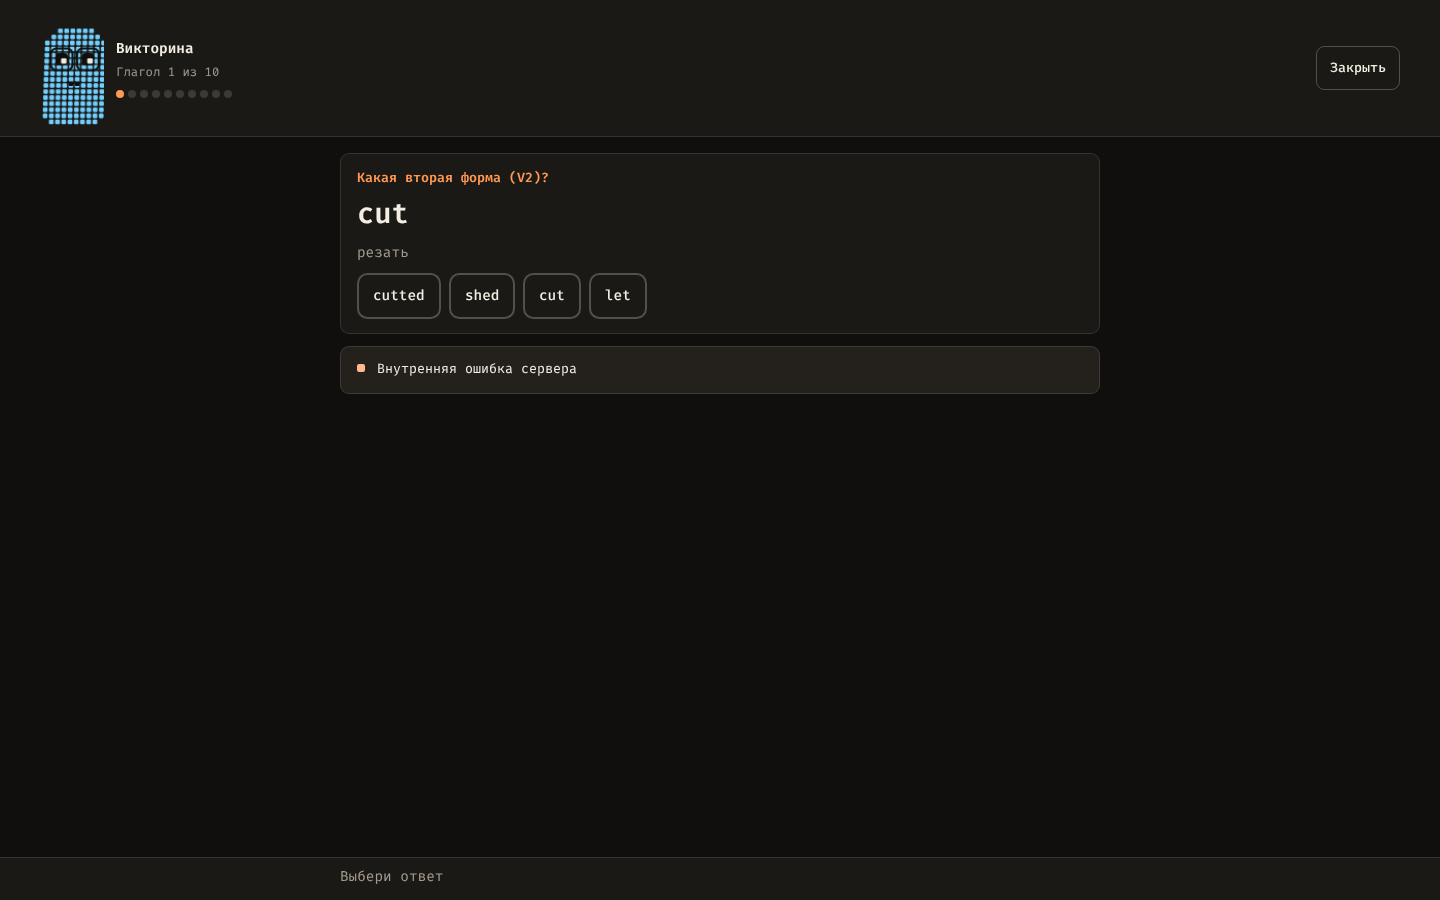 Викторина
Глагол 1 из 10
Закрыть
Какая вторая форма (V2)?
cut
резать
cutted shed cut let
Внутренняя ошибка сервера
Выбери ответ